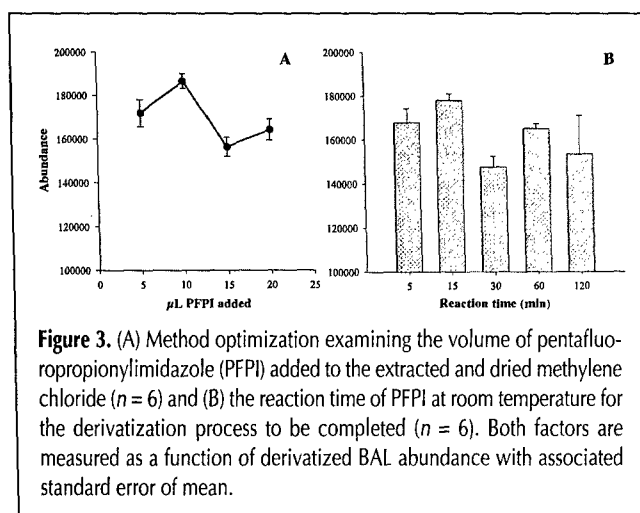 A
200000
180000
160000
140000
120000
100000
Abundance
0 5 10 15 20 25
µL PFPI added
B
200000
180000
160000
140000
120000
100000
5 15 30 60 120
Reaction time (min)
Figure 3. (A) Method optimization examining the volume of pentafluo-
ropropionylimidazole (PFPI) added to the extracted and dried methylene
chloride (n = 6) and (B) the reaction time of PFPI at room temperature for
the derivatization process to be completed (n = 6). Both factors are
measured as a function of derivatized BAL abundance with associated
standard error of mean.